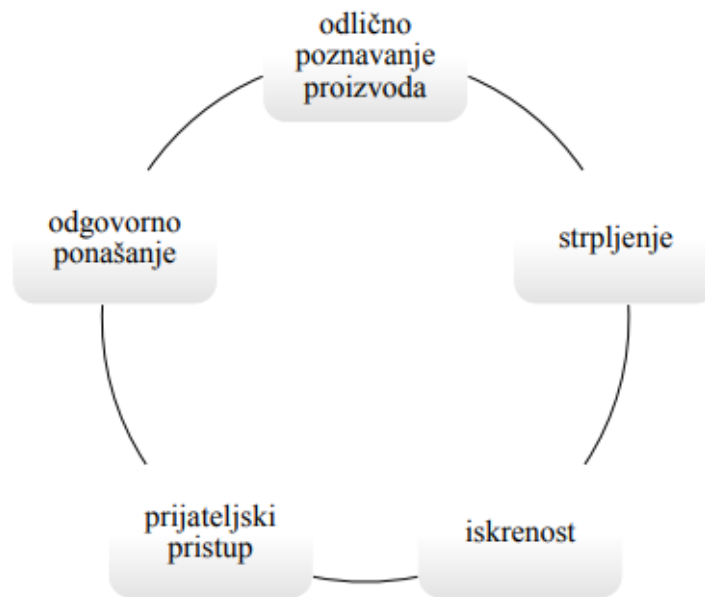 odlično
poznavanje
proizvoda
strpljenje
iskrenost
prijateljski
pristup
odgovorno
ponašanje